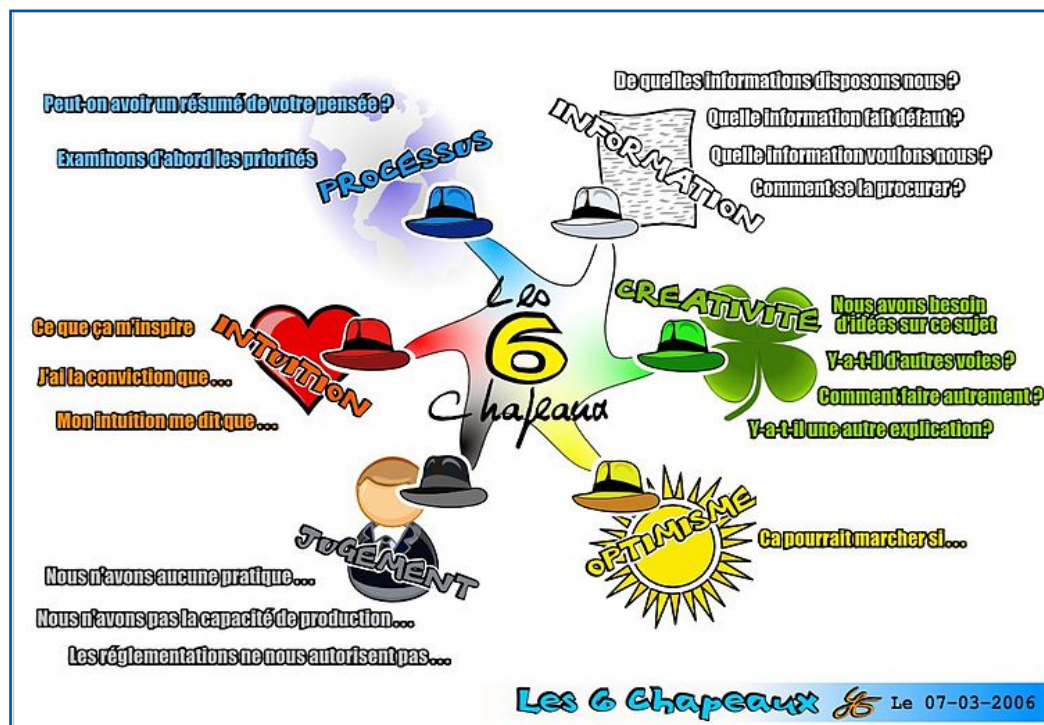 Peut-on avoir un résumé de votre pensée ?
Examinons d'abord les priorités
PROCESSUS
De quelles informations disposons nous ?
Quelle information fait défaut ?
Quelle information voulons nous ?
Comment se la procurer ?
INFORMATION
Les
6
Chapeaux
CRÉATIVITÉ
Nous avons besoin
d'idées sur ce sujet
Y-a-t-il d'autres voies ?
Comment faire autrement ?
Y-a-t-il une autre explication?
Ce que ça m'inspire
J'ai la conviction que ...
Mon intuition me dit que ...
INTUITION
JUGEMENT
Nous n'avons aucune pratique ...
Nous n'avons pas la capacité de production ...
Les réglementations ne nous autorisent pas ...
OPTIMISME
Ca pourrait marcher si ...
Les 6 Chapeaux
Le 07-03-2006